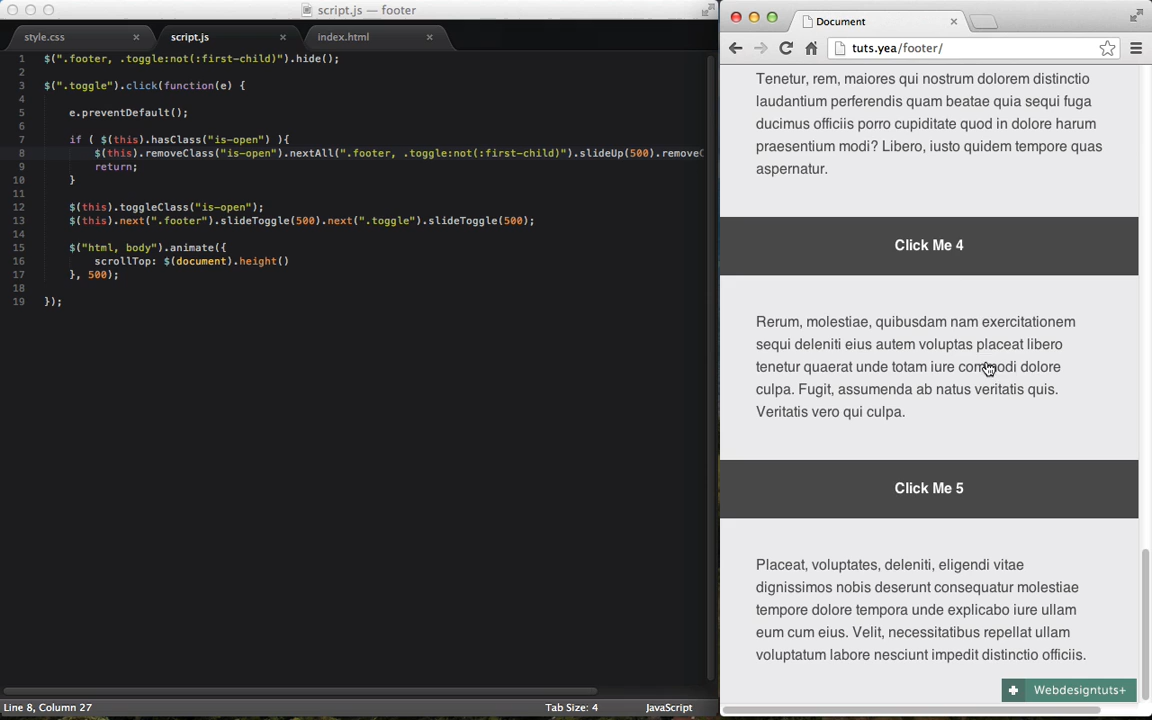 script.js — footer
style.css
script.js
index.html
1 $(".footer, .toggle:not(:first-child)").hide();
2
3 $(".toggle").click(function(e) {
4
5 e.preventDefault();
6
7 if ( $(this).hasClass("is-open") ){
8 $(this).removeClass("is-open").nextAll(".footer, .toggle:not(:first-child)").slideUp(500).remove
9 return;
10 }
11
12 $(this).toggleClass("is-open");
13 $(this).next(".footer").slideToggle(500).next(".toggle").slideToggle(500);
14
15 $("html, body").animate({
16 scrollTop: $(document).height()
17 }, 500);
18
19 });
Line 8, Column 27
Tab Size: 4
JavaScript
Document
tuts.yea/footer/
Tenetur, rem, maiores qui nostrum dolorem distinctio
laudantium perferendis quam beatae quia sequi fuga
ducimus officiis porro cupiditate quod in dolore harum
praesentium modi? Libero, iusto quidem tempore quas
aspernatur.
Click Me 4
Rerum, molestiae, quibusdam nam exercitationem
sequi deleniti eius autem voluptas placeat libero
tenetur quaerat unde totam iure commodi dolore
culpa. Fugit, assumenda ab natus veritatis quis.
Veritatis vero qui culpa.
Click Me 5
Placeat, voluptates, deleniti, eligendi vitae
dignissimos nobis deserunt consequatur molestiae
tempore dolore tempora unde explicabo iure ullam
eum cum eius. Velit, necessitatibus repellat ullam
voluptatum labore nesciunt impedit distinctio officiis.
Webdesigntuts+